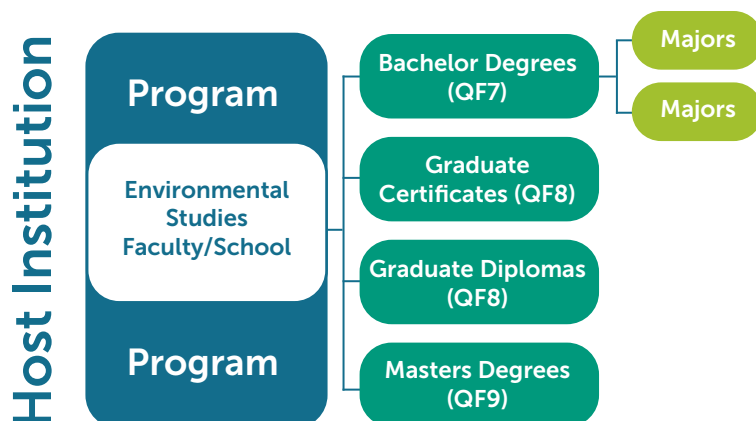 Host Institution
Program
Environmental
Studies
Faculty/School
Program
Bachelor Degrees
(QF7)
Majors
Majors
Graduate
Certificates (QF8)
Graduate Diplomas
(QF8)
Masters Degrees
(QF9)